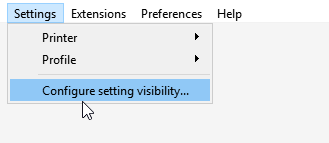 Settings Extensions Preferences Help
Printer
Profile
Configure setting visibility...